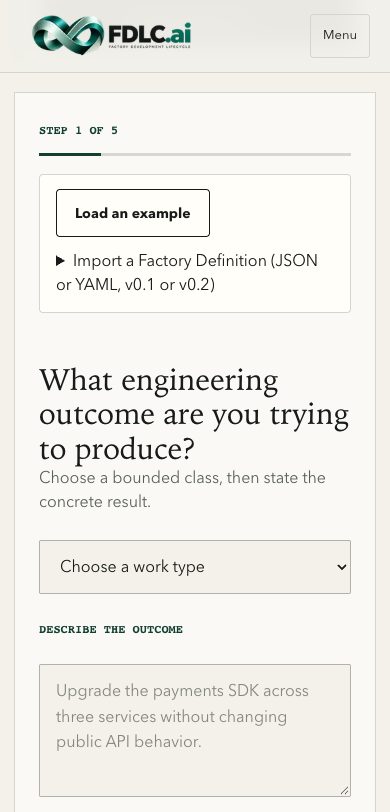 FDLC.ai
FACTORY DEVELOPMENT LIFECYCLE
Menu
STEP 1 OF 5
Load an example
Import a Factory Definition (JSON
or YAML, v0.1 or v0.2)
What engineering
outcome are you trying
to produce?
Choose a bounded class, then state the
concrete result.
Choose a work type
DESCRIBE THE OUTCOME
Upgrade the payments SDK across
three services without changing
public API behavior.